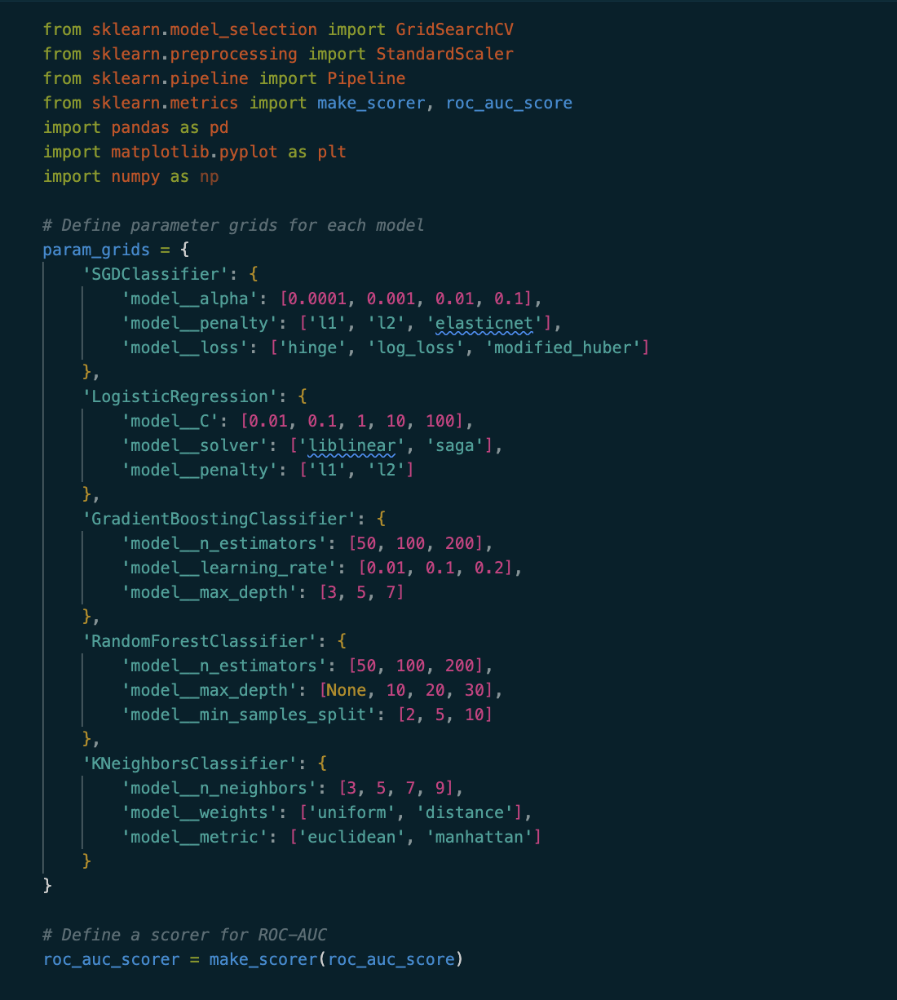 from sklearn.model_selection import GridSearchCV
from sklearn.preprocessing import StandardScaler
from sklearn.pipeline import Pipeline
from sklearn.metrics import make_scorer, roc_auc_score
import pandas as pd
import matplotlib.pyplot as plt
import numpy as np

# Define parameter grids for each model
param_grids = {
    'SGDClassifier': {
        'model__alpha': [0.0001, 0.001, 0.01, 0.1],
        'model__penalty': ['l1', 'l2', 'elasticnet'],
        'model__loss': ['hinge', 'log_loss', 'modified_huber']
    },
    'LogisticRegression': {
        'model__C': [0.01, 0.1, 1, 10, 100],
        'model__solver': ['liblinear', 'saga'],
        'model__penalty': ['l1', 'l2']
    },
    'GradientBoostingClassifier': {
        'model__n_estimators': [50, 100, 200],
        'model__learning_rate': [0.01, 0.1, 0.2],
        'model__max_depth': [3, 5, 7]
    },
    'RandomForestClassifier': {
        'model__n_estimators': [50, 100, 200],
        'model__max_depth': [None, 10, 20, 30],
        'model__min_samples_split': [2, 5, 10]
    },
    'KNeighborsClassifier': {
        'model__n_neighbors': [3, 5, 7, 9],
        'model__weights': ['uniform', 'distance'],
        'model__metric': ['euclidean', 'manhattan']
    }
}

# Define a scorer for ROC-AUC
roc_auc_scorer = make_scorer(roc_auc_score)